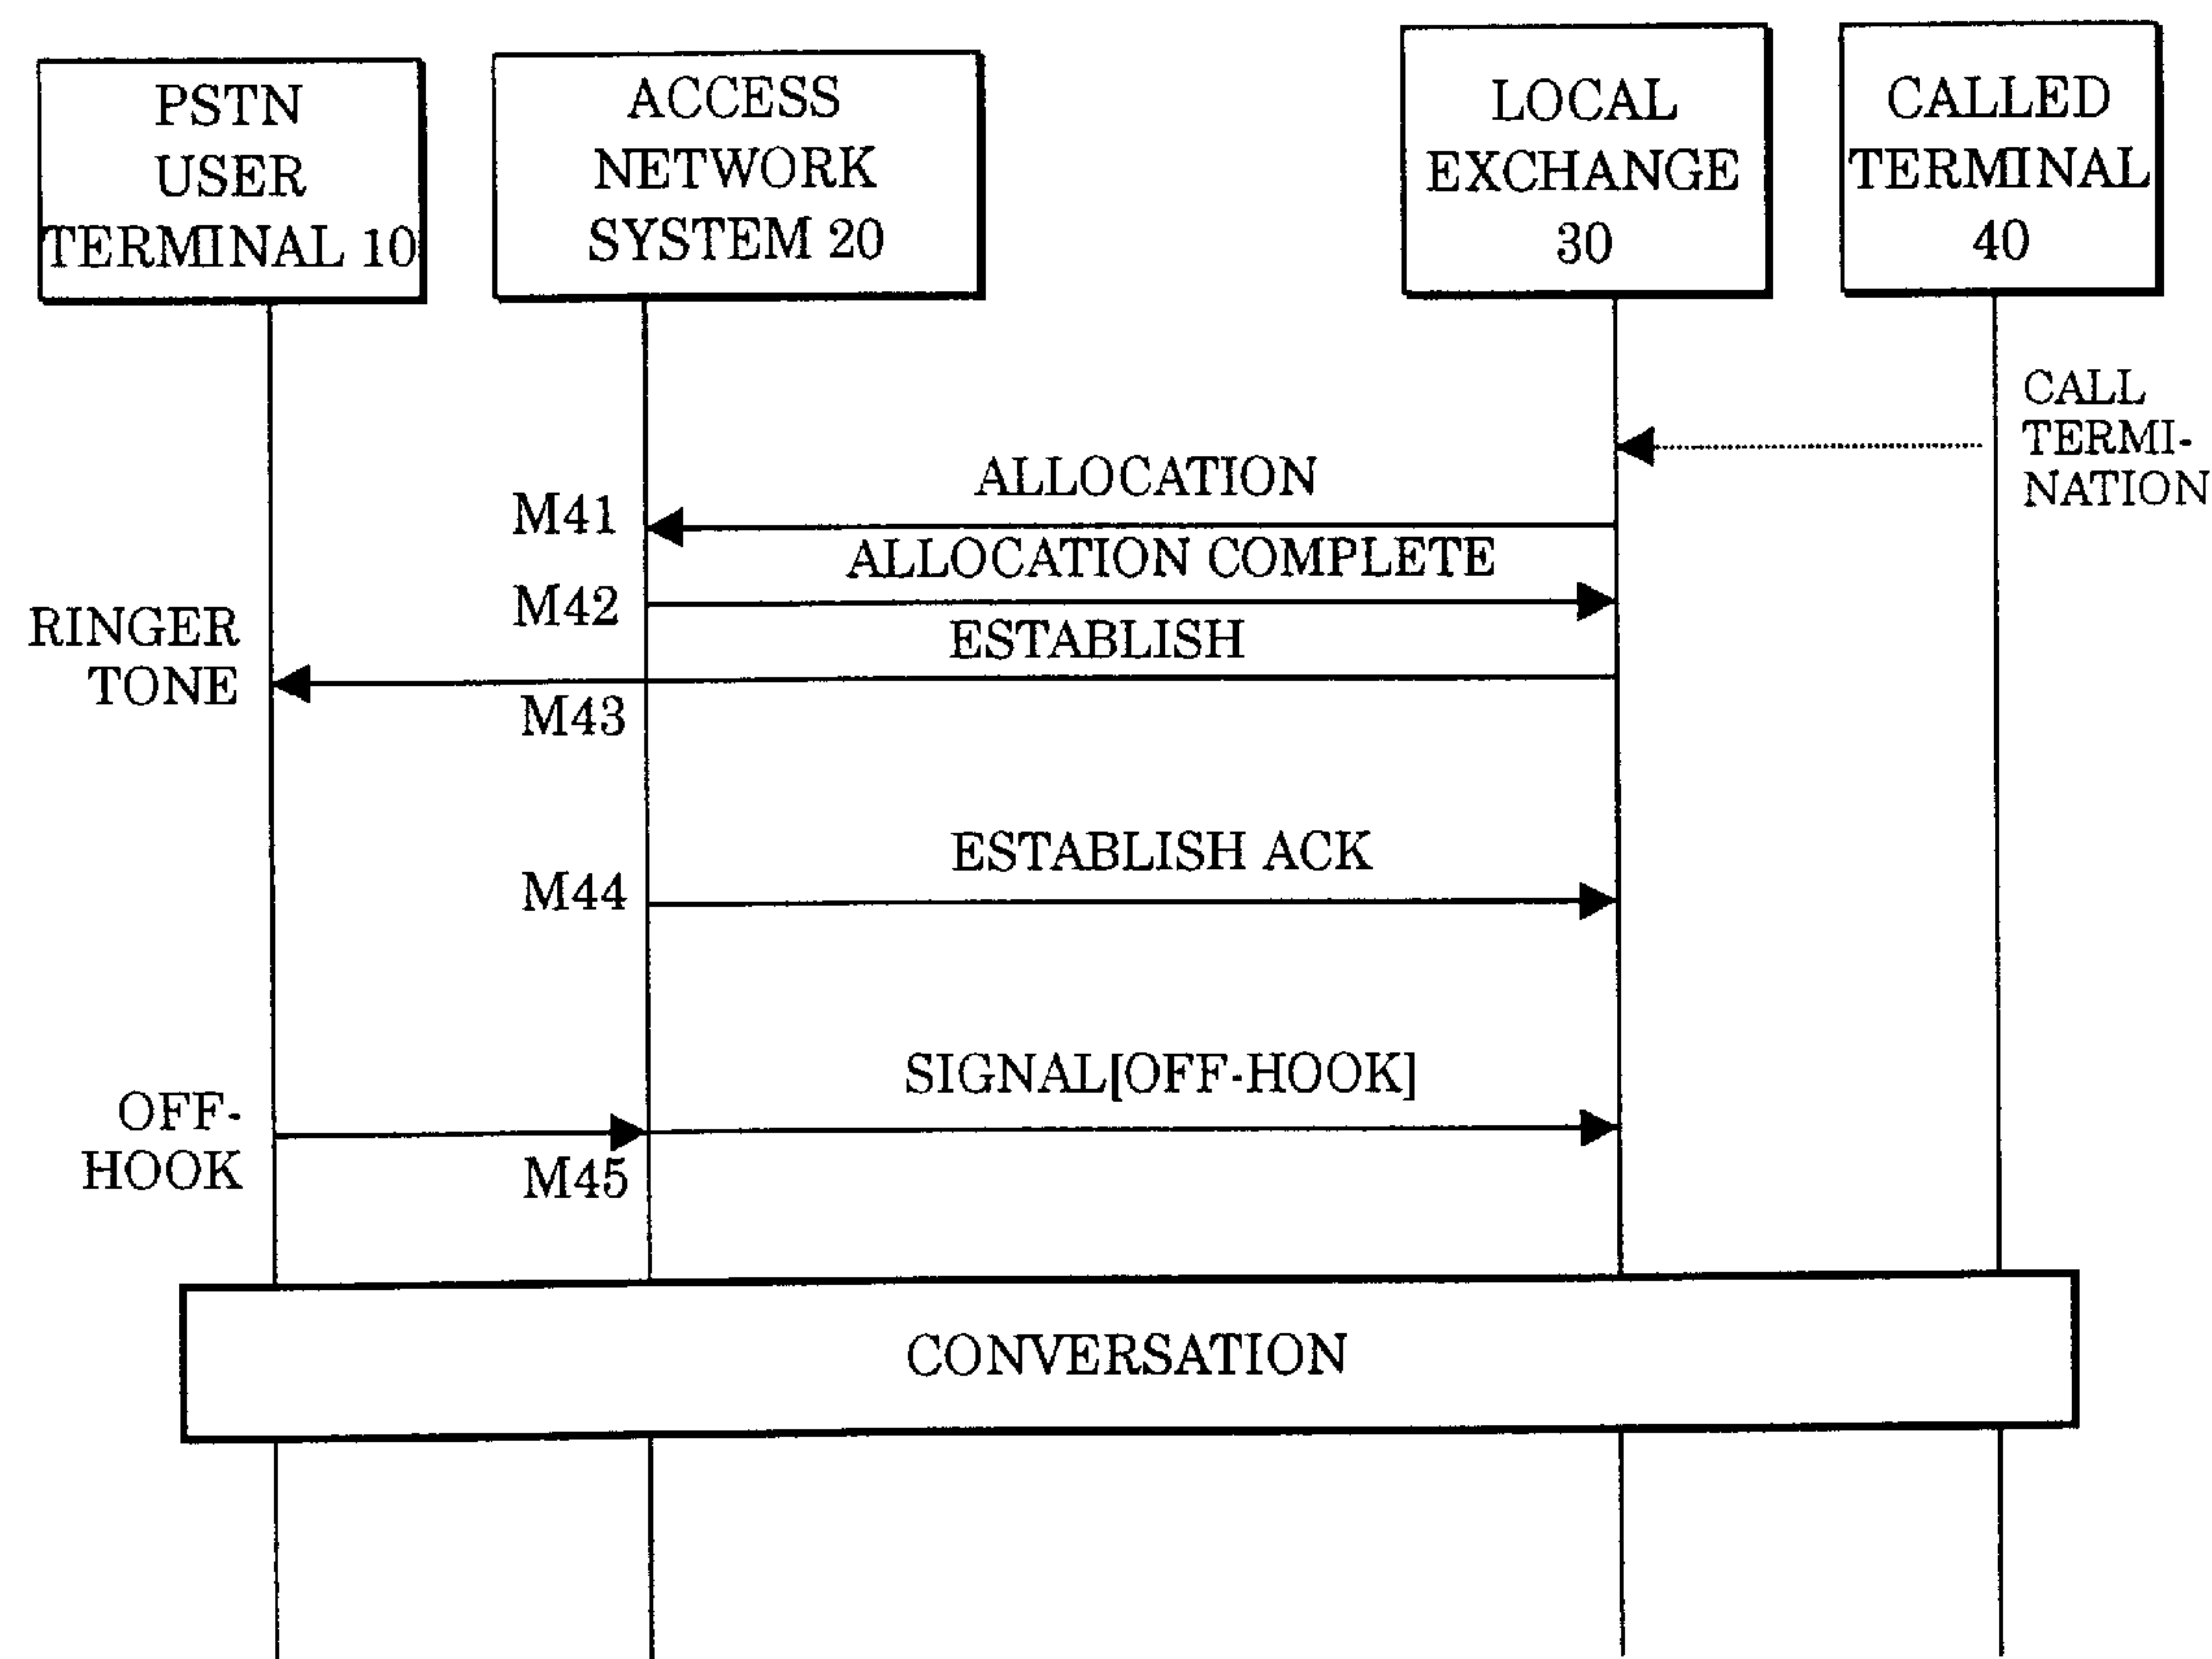 PSTN
USER
TERMINAL 10
ACCESS
NETWORK
SYSTEM 20
LOCAL
EXCHANGE
30
CALLED
TERMINAL
40
CALL
TERMI-
NATION
ALLOCATION
M41
ALLOCATION COMPLETE
M42
RINGER
TONE
ESTABLISH
M43
ESTABLISH ACK
M44
SIGNAL[OFF-HOOK]
OFF-
HOOK
M45
CONVERSATION